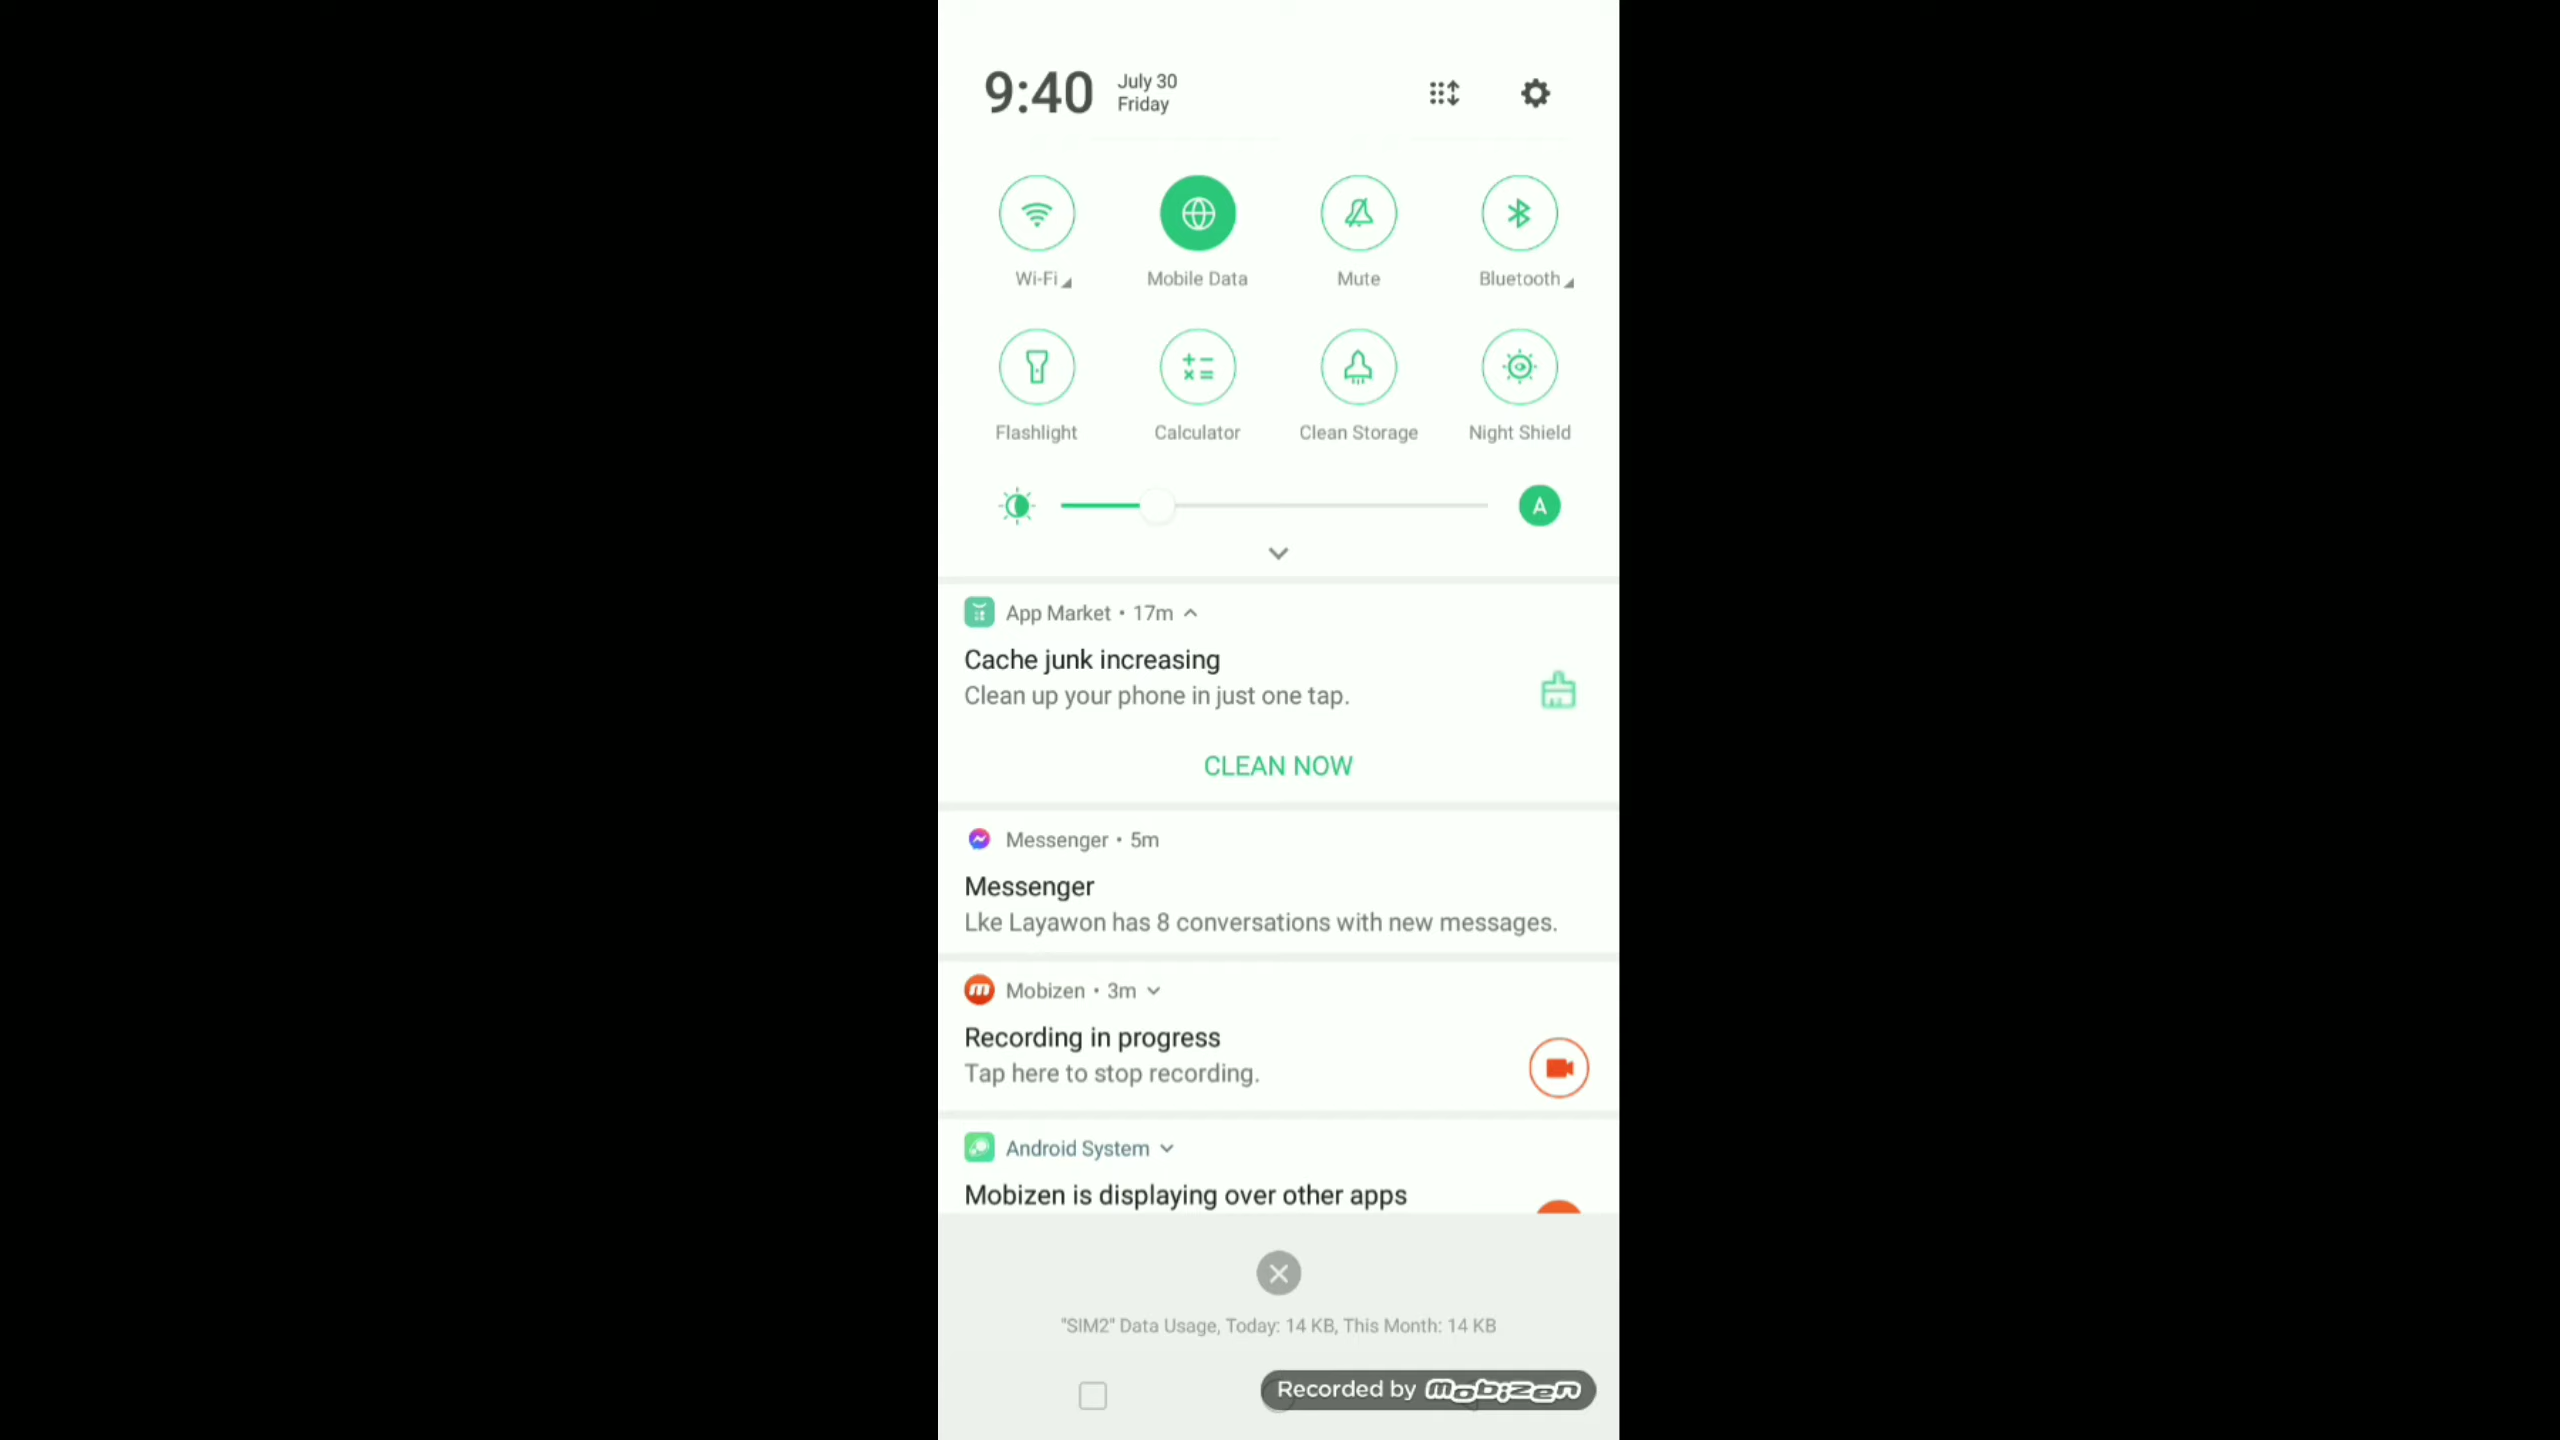 9:40
July 30
Friday
Wi-Fi
Mobile Data
Mute
Bluetooth
Flashlight
Calculator
Clean Storage
Night Shield
A
App Market • 17m
Cache junk increasing
Clean up your phone in just one tap.
CLEAN NOW
Messenger • 5m
Messenger
Lke Layawon has 8 conversations with new messages.
Mobizen • 3m
Recording in progress
Tap here to stop recording.
Android System
Mobizen is displaying over other apps
"SIM2" Data Usage, Today: 14 KB, This Month: 14 KB
Recorded by mobizen